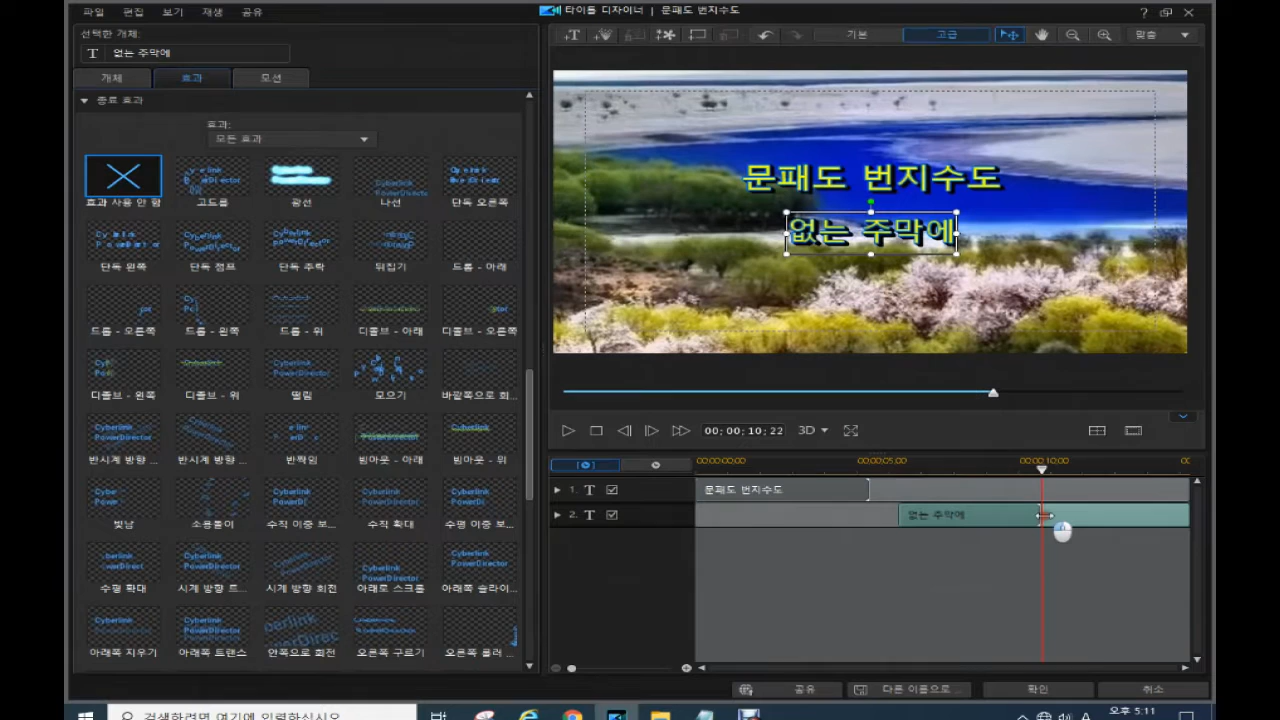 파일 편집 보기 재생 공유
타이틀 디자이너 | 문패도 번지수도
선택한 개체:
T 없는 주막에
개체 효과 모션
종료 효과
효과:
모든 효과
효과 사용 안 함 고드름 광선 나선 단독 오른쪽
단독 왼쪽 단독 점프 단독 추락 뒤집기 드롭 - 아래
드롭 - 오른쪽 드롭 - 왼쪽 드롭 - 위 디졸브 - 아래 디졸브 - 오른쪽
디졸브 - 왼쪽 디졸브 - 위 떨림 모으기 바깥쪽으로 회...
반시계 방향 ... 반시계 방향 ... 반짝임 빔아웃 - 아래 빔아웃 - 위
빛남 소용돌이 수직 이중 보... 수직 확대 수평 이중 보...
수평 확대 시계 방향 트... 시계 방향 회전 아래로 스크롤 아래쪽 슬라이...
아래쪽 지우기 아래쪽 트랜스 안쪽으로 회전 오른쪽 구르기 오른쪽 롤러 ...
기본 고급 맞춤
문패도 번지수도
없는 주막에
00;00;10;22 3D
00;00;00;00 00;00;05;00 00;00;10;00 00
1. T 문패도 번지수도
2. T 없는 주막에
공유 다른 이름으로 ... 확인 취소
검색하려면 여기에 입력하십시오
A 오후 5:11